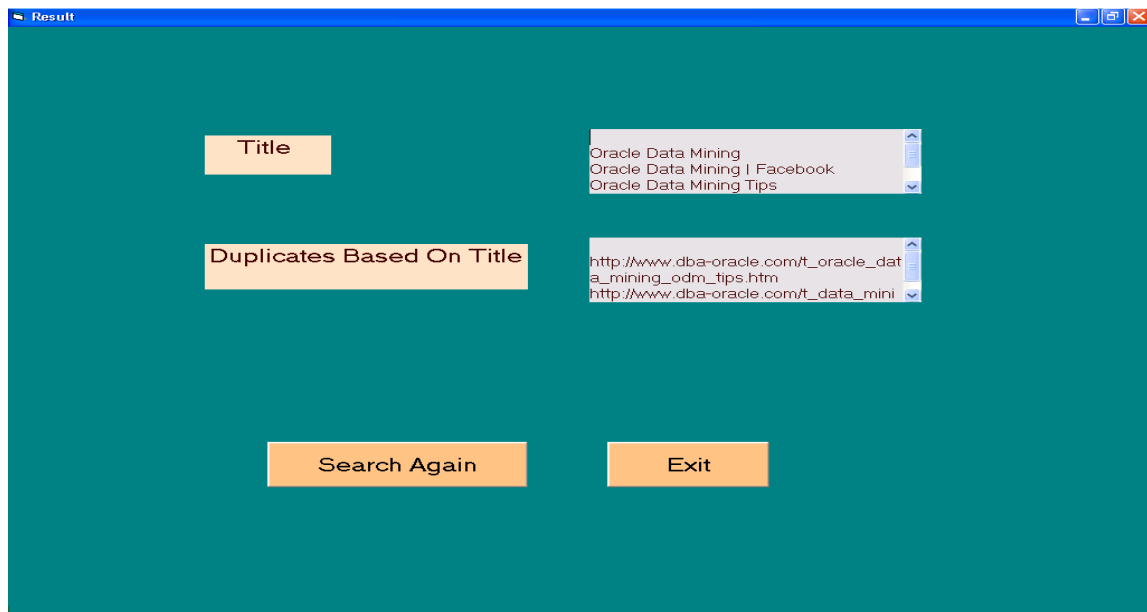 Result
Title
Oracle Data Mining
Oracle Data Mining | Facebook
Oracle Data Mining Tips
Duplicates Based On Title
http://www.dba-oracle.com/t_oracle_dat
a_mining_odm_tips.htm
http://www.dba-oracle.com/t_data_mini
Search Again
Exit